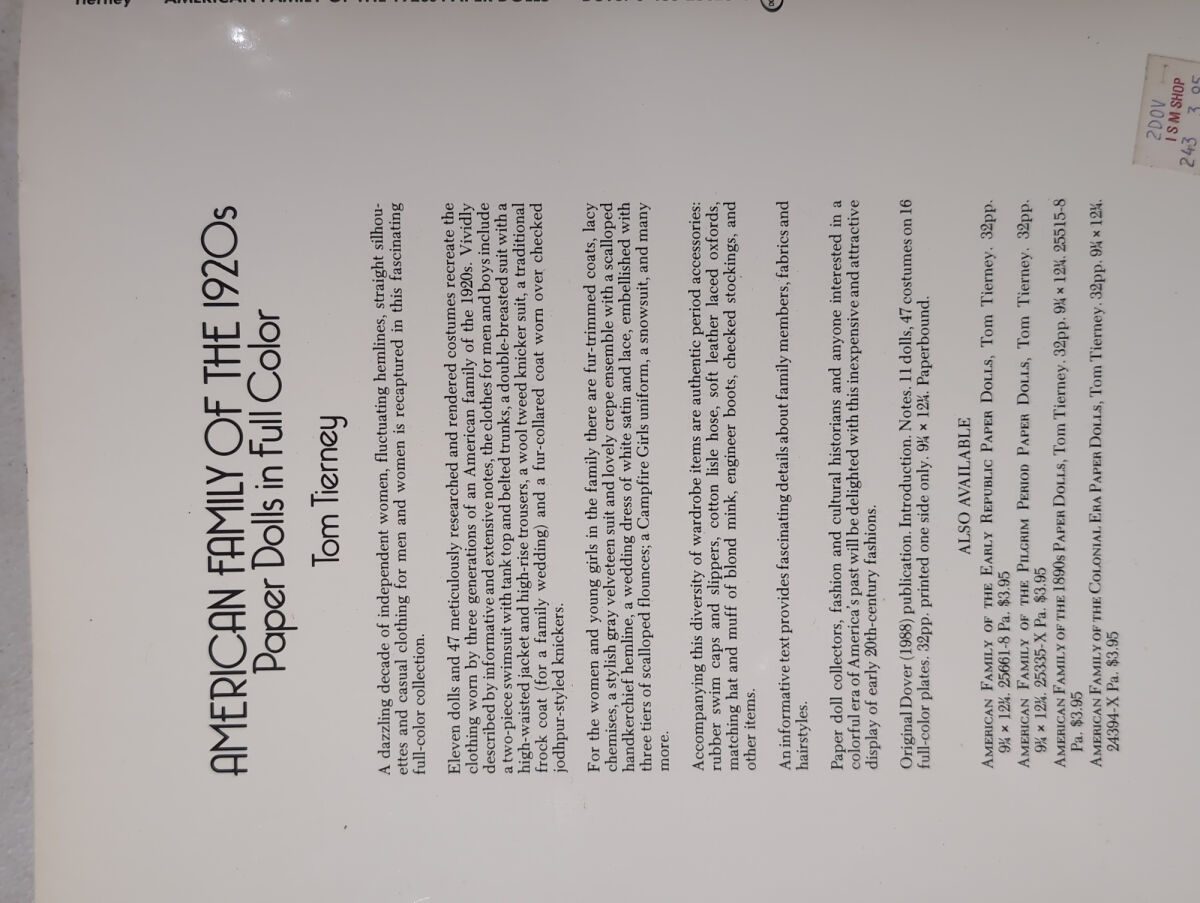 AMERICAN FAMILY OF THE 1920s
Paper Dolls in Full Color
Tom Tierney
A dazzling decade of independent women, fluctuating hemlines, straight silhou-
ettes and casual clothing for men and women is recaptured in this fascinating
full-color collection.
Eleven dolls and 47 meticulously researched and rendered costumes recreate the
clothing worn by three generations of an American family of the 1920s. Vividly
described by informative and extensive notes, the clothes for men and boys include
a two-piece swimsuit with tank top and belted trunks, a double-breasted suit with a
high-waisted jacket and high-rise trousers, a wool tweed knicker suit, a traditional
frock coat (for a family wedding) and a fur-collared coat worn over checked
jodhpur-styled knickers.
For the women and young girls in the family there are fur-trimmed coats, lacy
chemises, a stylish gray velveteen suit and lovely crepe ensemble with a scalloped
handkerchief hemline, a wedding dress of white satin and lace, embellished with
three tiers of scalloped flounces; a Campfire Girls uniform, a snowsuit, and many
more.
Accompanying this diversity of wardrobe items are authentic period accessories:
rubber swim caps and slippers, cotton lisle hose, soft leather laced oxfords,
matching hat and muff of blond mink, engineer boots, checked stockings, and
other items.
An informative text provides fascinating details about family members, fabrics and
hairstyles.
Paper doll collectors, fashion and cultural historians and anyone interested in a
colorful era of America's past will be delighted with this inexpensive and attractive
display of early 20th-century fashions.
Original Dover (1988) publication. Introduction. Notes. 11 dolls, 47 costumes on 16
full-color plates. 32pp. printed one side only. 9¼ × 12¼. Paperbound.
ALSO AVAILABLE
AMERICAN FAMILY OF THE EARLY REPUBLIC PAPER DOLLS, Tom Tierney. 32pp.
9¼ × 12¼. 25661-8 Pa. $3.95
AMERICAN FAMILY OF THE PILGRIM PERIOD PAPER DOLLS, Tom Tierney. 32pp.
9¼ × 12¼. 25335-X Pa. $3.95
AMERICAN FAMILY OF THE 1890s PAPER DOLLS, Tom Tierney. 32pp. 9¼ × 12¼. 25515-8
Pa. $3.95
AMERICAN FAMILY OF THE COLONIAL ERA PAPER DOLLS, Tom Tierney. 32pp. 9¼ × 12¼.
24394-X Pa. $3.95
2DOV
I S M SHOP
243 3 95